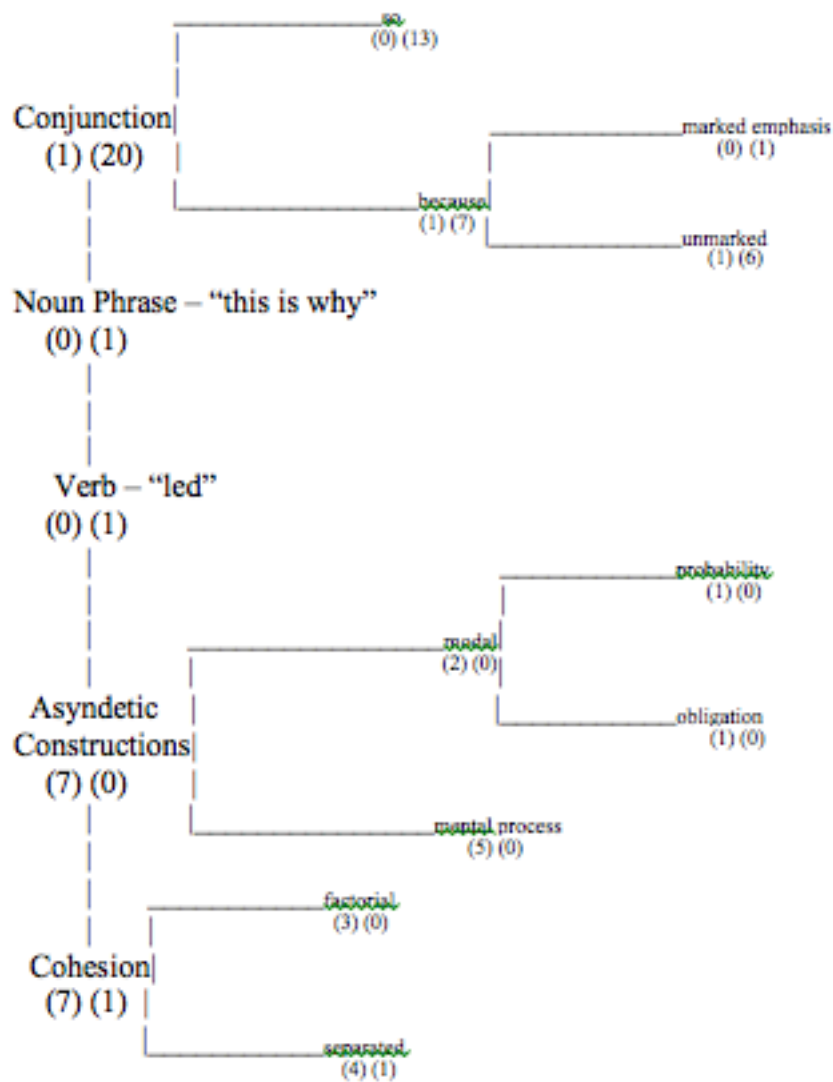 so
(0) (13)
Conjunction
(1) (20)
marked emphasis
(0) (1)
because
(1) (7)
unmarked
(1) (6)
Noun Phrase – “this is why”
(0) (1)
Verb – “led”
(0) (1)
probability
(1) (0)
modal
(2) (0)
obligation
(1) (0)
Asyndetic
Constructions
(7) (0)
mental process
(5) (0)
factorial
(3) (0)
Cohesion
(7) (1)
separated
(4) (1)